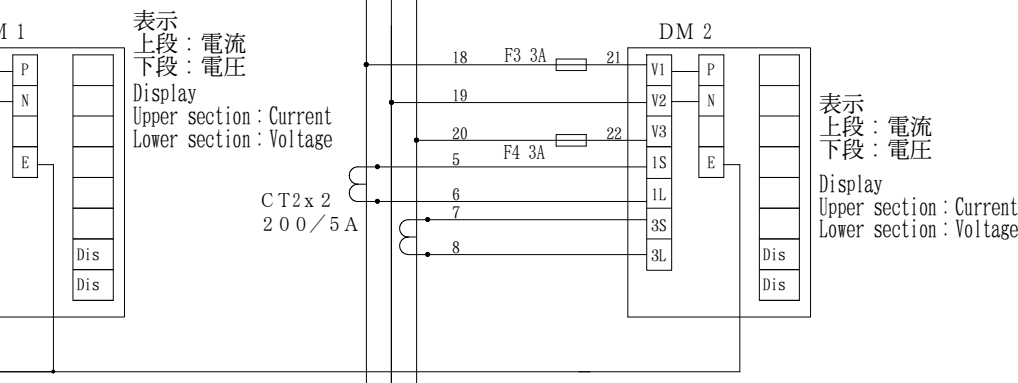 M 1
P
N
E
Dis
Dis
表示
上段：電流
下段：電圧
Display
Upper section：Current
Lower section：Voltage
CT2x2
200／5A
18 F3 3A 21
19
20 22
F4 3A
5
6
7
8
DM 2
V1 P
V2 N
V3
1S E
1L
3S
3L
Dis
Dis
表示
上段：電流
下段：電圧
Display
Upper section：Current
Lower section：Voltage